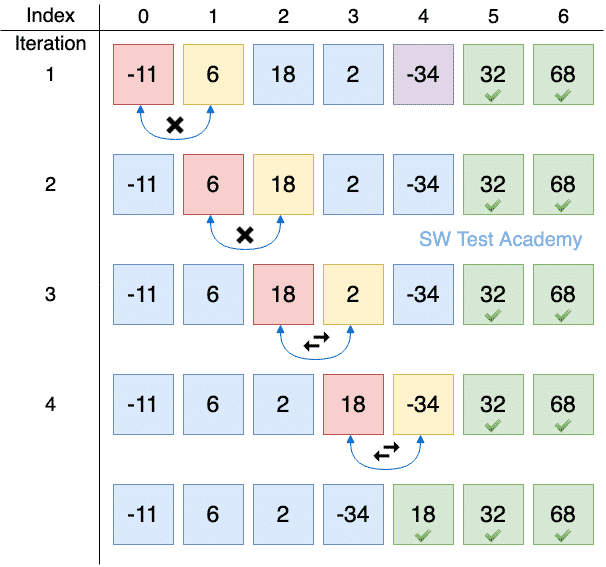 Index 0 1 2 3 4 5 6
Iteration
1 -11 6 18 2 -34 32 68
2 -11 6 18 2 -34 32 68
SW Test Academy
3 -11 6 18 2 -34 32 68
4 -11 6 2 18 -34 32 68
-11 6 2 -34 18 32 68